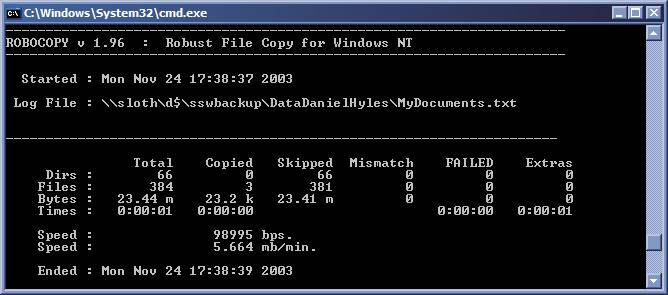 C:\Windows\System32\cmd.exe
ROBOCOPY v 1.96 : Robust File Copy for Windows NT
Started : Mon Nov 24 17:38:37 2003
Log File : \\sloth\d$\sswbackup\DataDanielHyles\MyDocuments.txt
Total Copied Skipped Mismatch FAILED Extras
Dirs : 66 0 66 0 0 0
Files : 384 3 381 0 0 0
Bytes : 23.44 m 23.2 k 23.41 m 0 0 0
Times : 0:00:01 0:00:00 0:00:00 0:00:01
Speed : 98995 bps.
Speed : 5.664 mb/min.
Ended : Mon Nov 24 17:38:39 2003